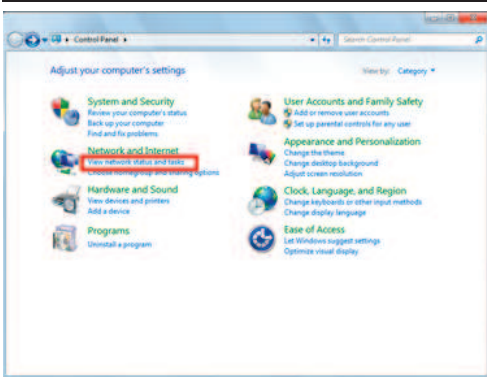 Control Panel
Search Control Panel
Adjust your computer's settings
View by: Category
System and Security
Review your computer's status
Back up your computer
Find and fix problems
Network and Internet
View network status and tasks
Choose homegroup and sharing options
Hardware and Sound
View devices and printers
Add a device
Programs
Uninstall a program
User Accounts and Family Safety
Add or remove user accounts
Set up parental controls for any user
Appearance and Personalization
Change the theme
Change desktop background
Adjust screen resolution
Clock, Language, and Region
Change keyboards or other input methods
Change display language
Ease of Access
Let Windows suggest settings
Optimize visual display